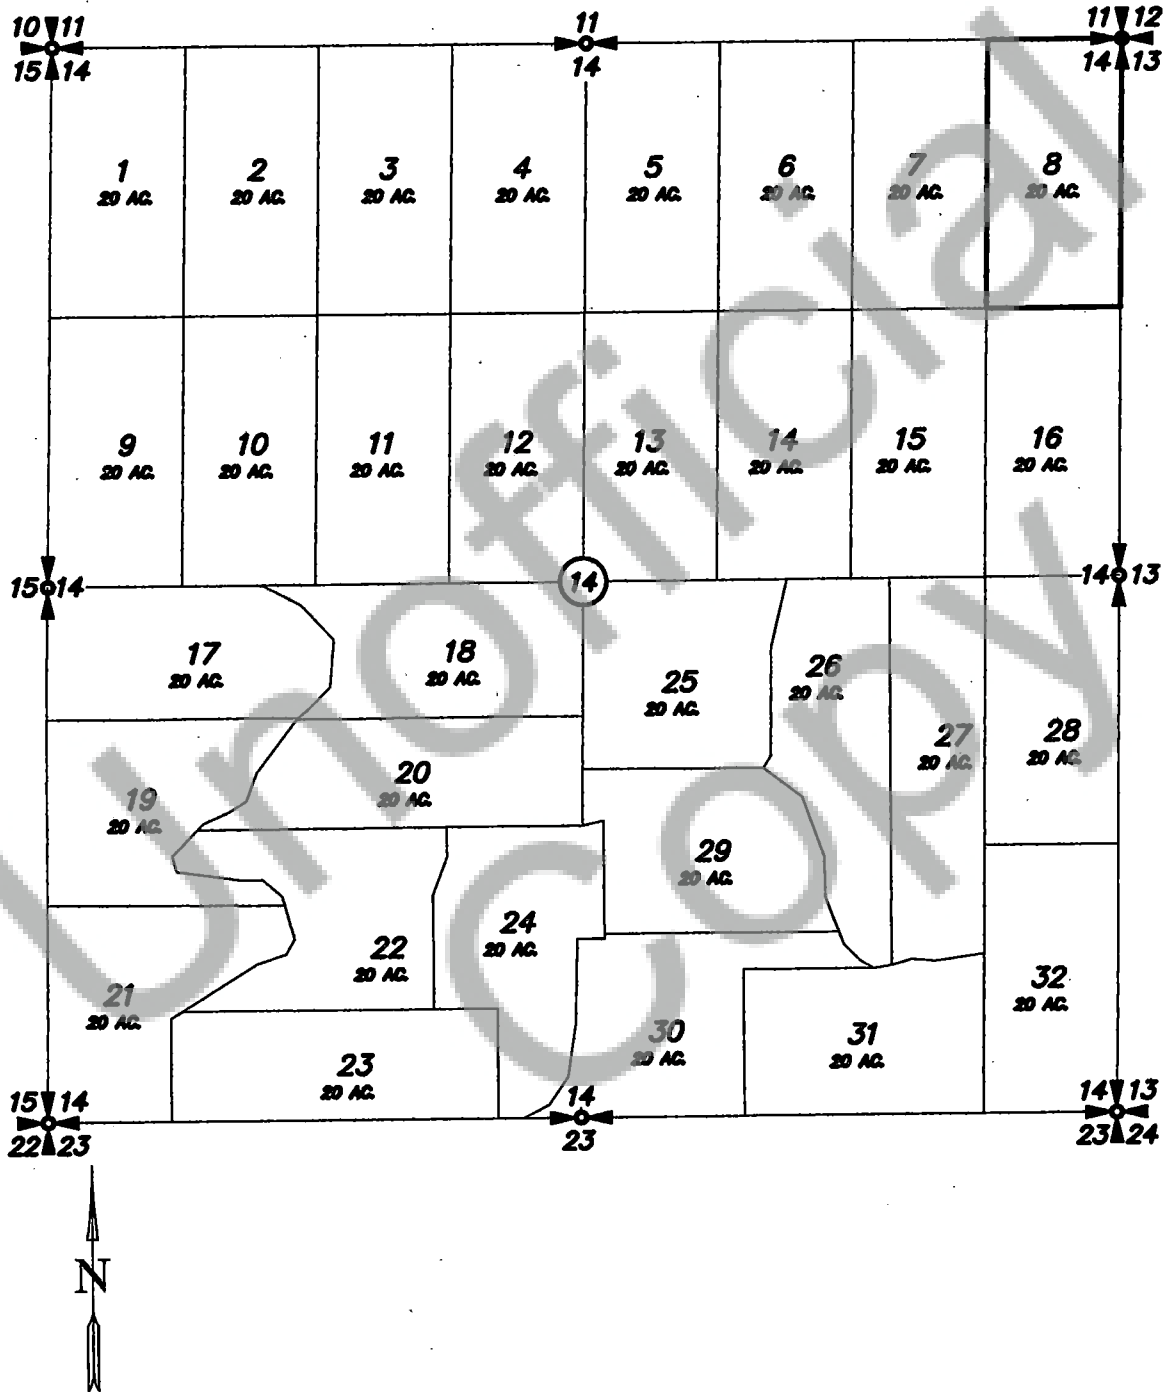 10 11
11
11 12
15 14
14
14 13
1
20 AC.
2
20 AC.
3
20 AC.
4
20 AC.
5
20 AC.
6
20 AC.
7
20 AC.
8
20 AC.
9
20 AC.
10
20 AC.
11
20 AC.
12
20 AC.
13
20 AC.
14
20 AC.
15
20 AC.
16
20 AC.
15 14
14
14 13
17
20 AC.
18
20 AC.
25
20 AC.
26
20 AC.
27
20 AC.
28
20 AC.
19
20 AC.
20
20 AC.
29
20 AC.
24
20 AC.
22
20 AC.
21
20 AC.
23
20 AC.
30
20 AC.
31
20 AC.
32
20 AC.
15 14
14
14 13
22 23
23
23 24
N
Unofficial
Copy